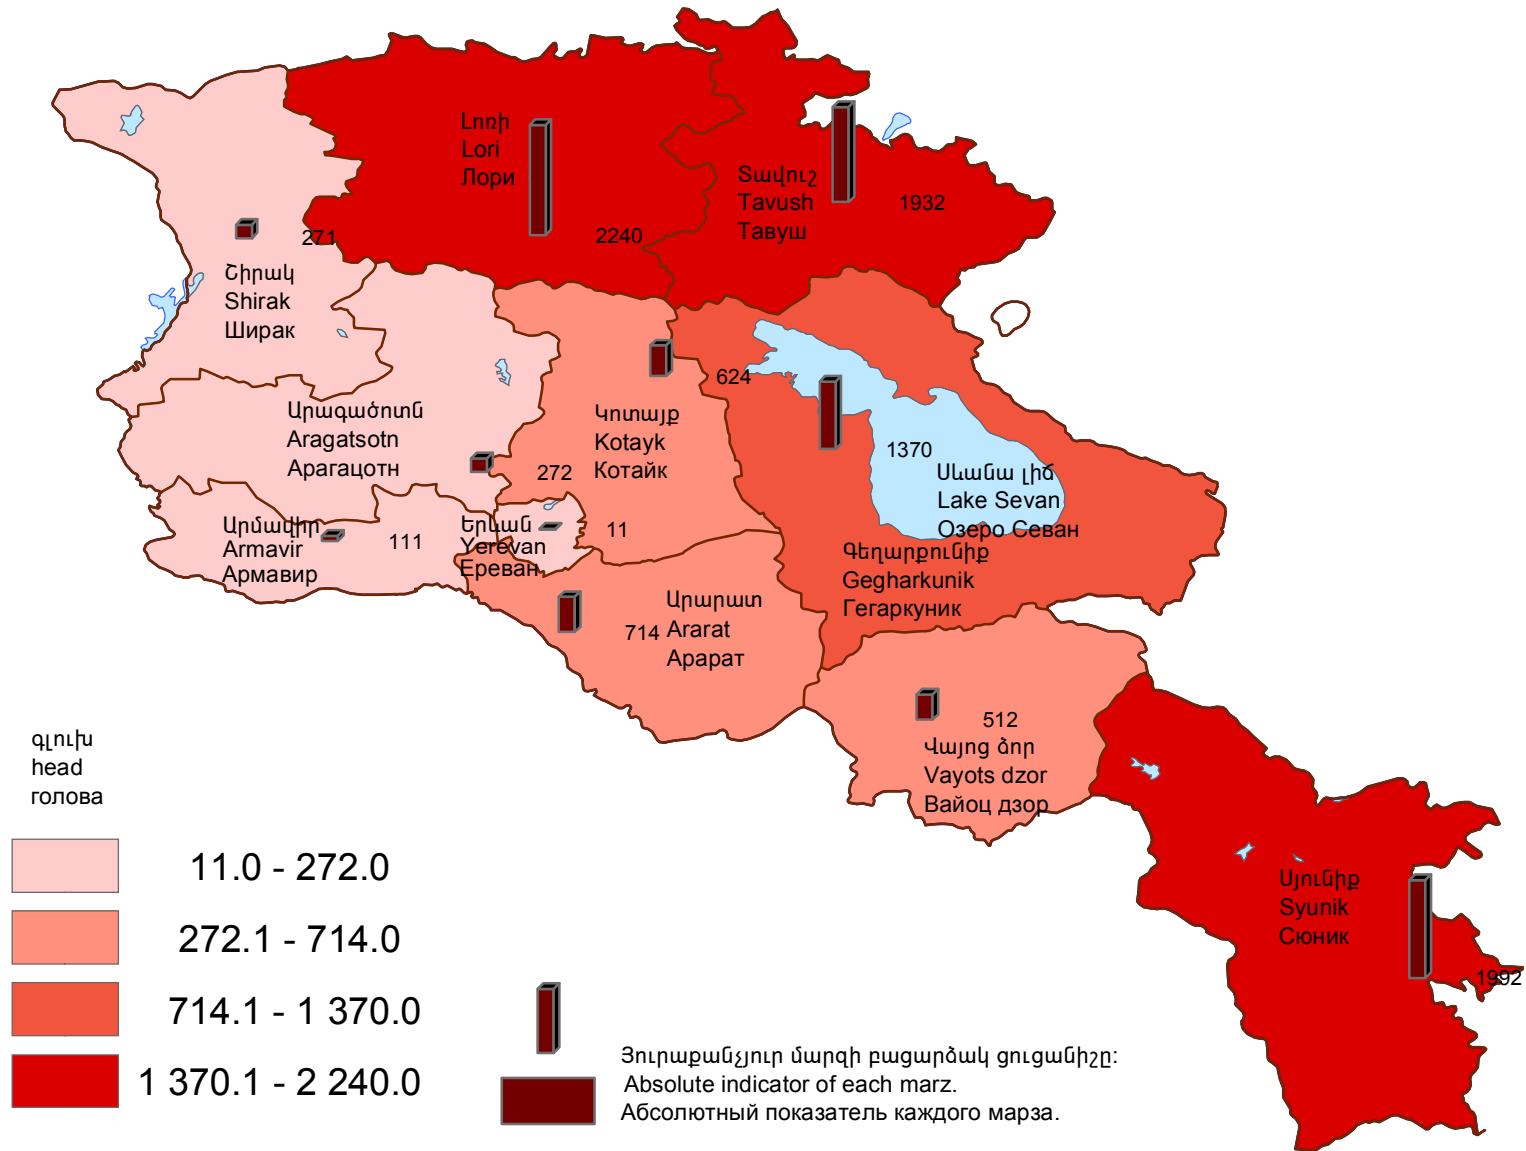 Լոռի
Lori
Лори
2240
Տավուշ
Tavush
Тавуш
1932
271
Շիրակ
Shirak
Ширак
624
Արագածոտն
Aragatsotn
Арагацотн
272
Կոտայք
Kotayk
Котайк
1370
Սևանա լիճ
Lake Sevan
Озеро Севан
Արմավիր
Armavir
Армавир
111
Երևան
Yerevan
Ереван
11
Գեղարքունիք
Gegharkunik
Гегаркуник
714
Արարատ
Ararat
Арарат
512
Վայոց ձոր
Vayots dzor
Вайоц дзор
Սյունիք
Syunik
Сюник
1992
գլուխ
head
голова
11.0 - 272.0
272.1 - 714.0
714.1 - 1 370.0
1 370.1 - 2 240.0
Յուրաքանչյուր մարզի բացարձակ ցուցանիշը:
Absolute indicator of each marz.
Абсолютный показатель каждого марза.